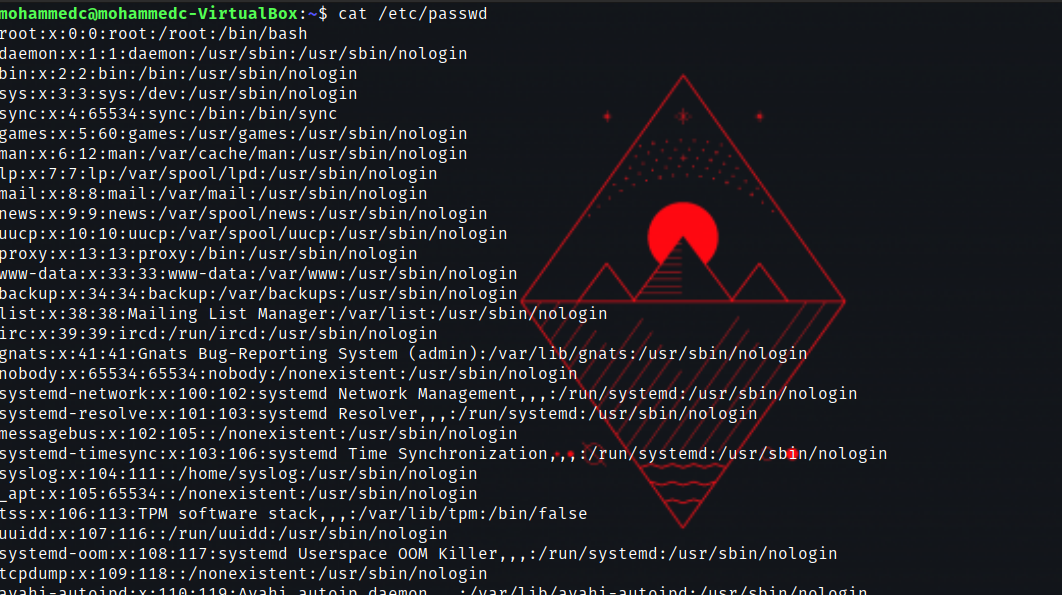 mohammedc@mohammedc-VirtualBox:~$ cat /etc/passwd
root:x:0:0:root:/root:/bin/bash
daemon:x:1:1:daemon:/usr/sbin:/usr/sbin/nologin
bin:x:2:2:bin:/bin:/usr/sbin/nologin
sys:x:3:3:sys:/dev:/usr/sbin/nologin
sync:x:4:65534:sync:/bin:/bin/sync
games:x:5:60:games:/usr/games:/usr/sbin/nologin
man:x:6:12:man:/var/cache/man:/usr/sbin/nologin
lp:x:7:7:lp:/var/spool/lpd:/usr/sbin/nologin
mail:x:8:8:mail:/var/mail:/usr/sbin/nologin
news:x:9:9:news:/var/spool/news:/usr/sbin/nologin
uucp:x:10:10:uucp:/var/spool/uucp:/usr/sbin/nologin
proxy:x:13:13:proxy:/bin:/usr/sbin/nologin
www-data:x:33:33:www-data:/var/www:/usr/sbin/nologin
backup:x:34:34:backup:/var/backups:/usr/sbin/nologin
list:x:38:38:Mailing List Manager:/var/list:/usr/sbin/nologin
irc:x:39:39:ircd:/run/ircd:/usr/sbin/nologin
gnats:x:41:41:Gnats Bug-Reporting System (admin):/var/lib/gnats:/usr/sbin/nologin
nobody:x:65534:65534:nobody:/nonexistent:/usr/sbin/nologin
systemd-network:x:100:102:systemd Network Management,,,:/run/systemd:/usr/sbin/nologin
systemd-resolve:x:101:103:systemd Resolver,,,:/run/systemd:/usr/sbin/nologin
messagebus:x:102:105::/nonexistent:/usr/sbin/nologin
systemd-timesync:x:103:106:systemd Time Synchronization,,,:/run/systemd:/usr/sbin/nologin
syslog:x:104:111::/home/syslog:/usr/sbin/nologin
_apt:x:105:65534::/nonexistent:/usr/sbin/nologin
tss:x:106:113:TPM software stack,,,:/var/lib/tpm:/bin/false
uuidd:x:107:116::/run/uuidd:/usr/sbin/nologin
systemd-oom:x:108:117:systemd Userspace OOM Killer,,,:/run/systemd:/usr/sbin/nologin
tcpdump:x:109:118::/nonexistent:/usr/sbin/nologin
avahi-autoipd:x:110:119:Avahi autoip daemon,,,:/var/lib/avahi-autoipd:/usr/sbin/nologin